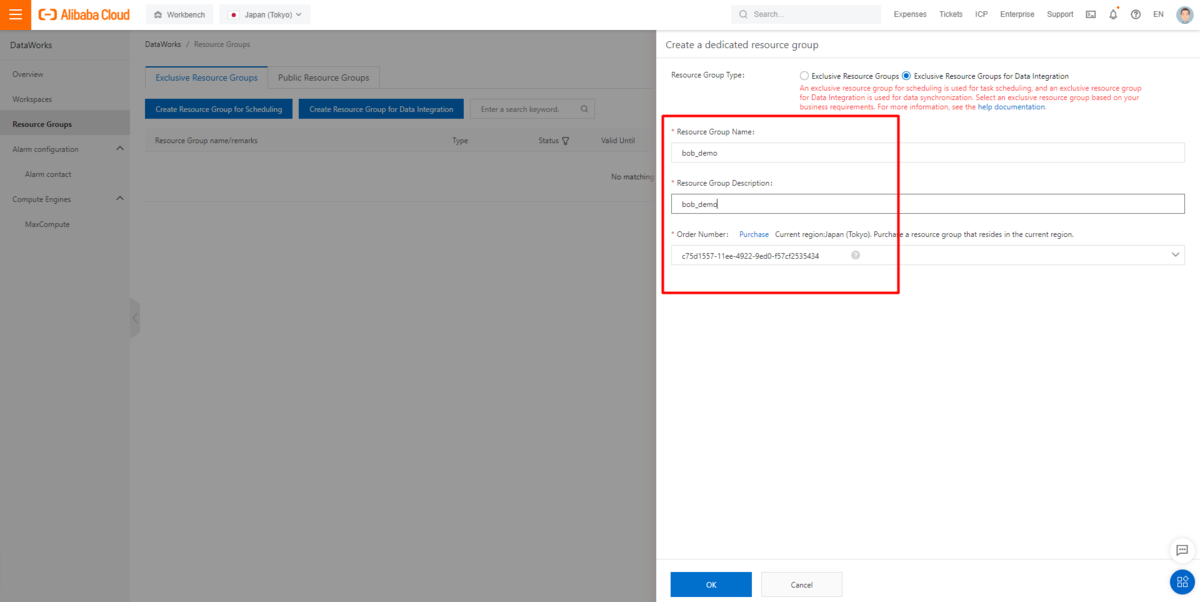 Alibaba Cloud
Workbench
Japan (Tokyo)
Search...
Expenses
Tickets
ICP
Enterprise
Support
EN
DataWorks
Overview
Workspaces
Resource Groups
Alarm configuration
Alarm contact
Compute Engines
MaxCompute
DataWorks / Resource Groups
Exclusive Resource Groups
Public Resource Groups
Create Resource Group for Scheduling
Create Resource Group for Data Integration
Enter a search keyword.
Resource Group name/remarks
Type
Status
Valid Until
No matching
Create a dedicated resource group
Resource Group Type:
Exclusive Resource Groups
Exclusive Resource Groups for Data Integration
An exclusive resource group for scheduling is used for task scheduling, and an exclusive resource group
for Data Integration is used for data synchronization. Select an exclusive resource group based on your
business requirements. For more information, see the help documentation.
* Resource Group Name:
bob_demo
* Resource Group Description:
bob_demo
* Order Number: Purchase Current region:Japan (Tokyo). Purchase a resource group that resides in the current region.
c75d1557-11ee-4922-9ed0-f57cf2535434
OK
Cancel